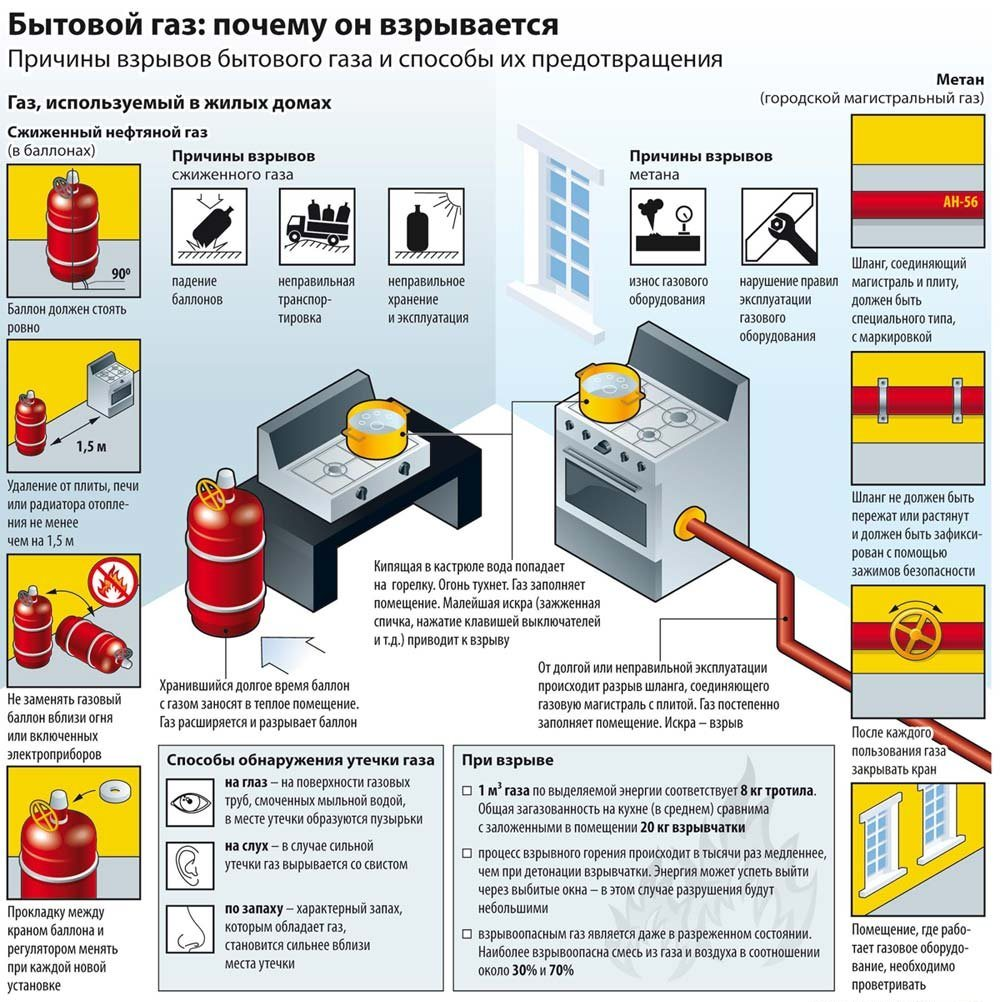 Бытовой газ: почему он взрывается
Причины взрывов бытового газа и способы их предотвращения
Газ, используемый в жилых домах
Сжиженный нефтяной газ
(в баллонах)
90º
Баллон должен стоять
ровно
1,5 м
Удаление от плиты, печи
или радиатора отопле-
ния не менее
чем на 1,5 м
Не заменять газовый
баллон вблизи огня
или включенных
электроприборов
Прокладку между
краном баллона и
регулятором менять
при каждой новой
установке
Причины взрывов
сжиженного газа
падение
баллонов
неправильная
транспор-
тировка
неправильное
хранение
и эксплуатация
Причины взрывов
метана
износ газового
оборудования
нарушение правил
эксплуатации
газового
оборудования
Метан
(городской магистральный газ)
АН-56
Шланг, соединяющий
магистраль и плиту,
должен быть
специального типа,
с маркировкой
Шланг не должен быть
пережат или растянут
и должен быть зафикси-
рован с помощью
зажимов безопасности
После каждого
пользования газа
закрывать кран
Помещение, где рабо-
тает газовое оборудо-
вание, необходимо
проветривать
Кипящая в кастрюле вода попадает
на горелку. Огонь тухнет. Газ заполняет
помещение. Малейшая искра (зажженная
спичка, нажатие клавишей выключателей
и т.д.) приводит к взрыву
Хранившийся долгое время баллон
с газом заносят в теплое помещение.
Газ расширяется и разрывает баллон
От долгой или неправильной эксплуатации
происходит разрыв шланга, соединяющего
газовую магистраль с плитой. Газ постепенно
заполняет помещение. Искра – взрыв
Способы обнаружения утечки газа
на глаз – на поверхности газовых
труб, смоченных мыльной водой,
в месте утечки образуются пузырьки
на слух – в случае сильной
утечки газ вырывается со свистом
по запаху – характерный запах,
которым обладает газ,
становится сильнее вблизи
места утечки
При взрыве
1 м³ газа по выделяемой энергии соответствует 8 кг тротила.
Общая загазованность на кухне (в среднем) сравнима
с заложенными в помещении 20 кг взрывчатки
процесс взрывного горения происходит в тысячи раз медленнее,
чем при детонации взрывчатки. Энергия может успеть выйти
через выбитые окна – в этом случае разрушения будут
небольшими
взрывоопасным газ является даже в разреженном состоянии.
Наиболее взрывоопасна смесь из газа и воздуха в соотношении
около 30% и 70%